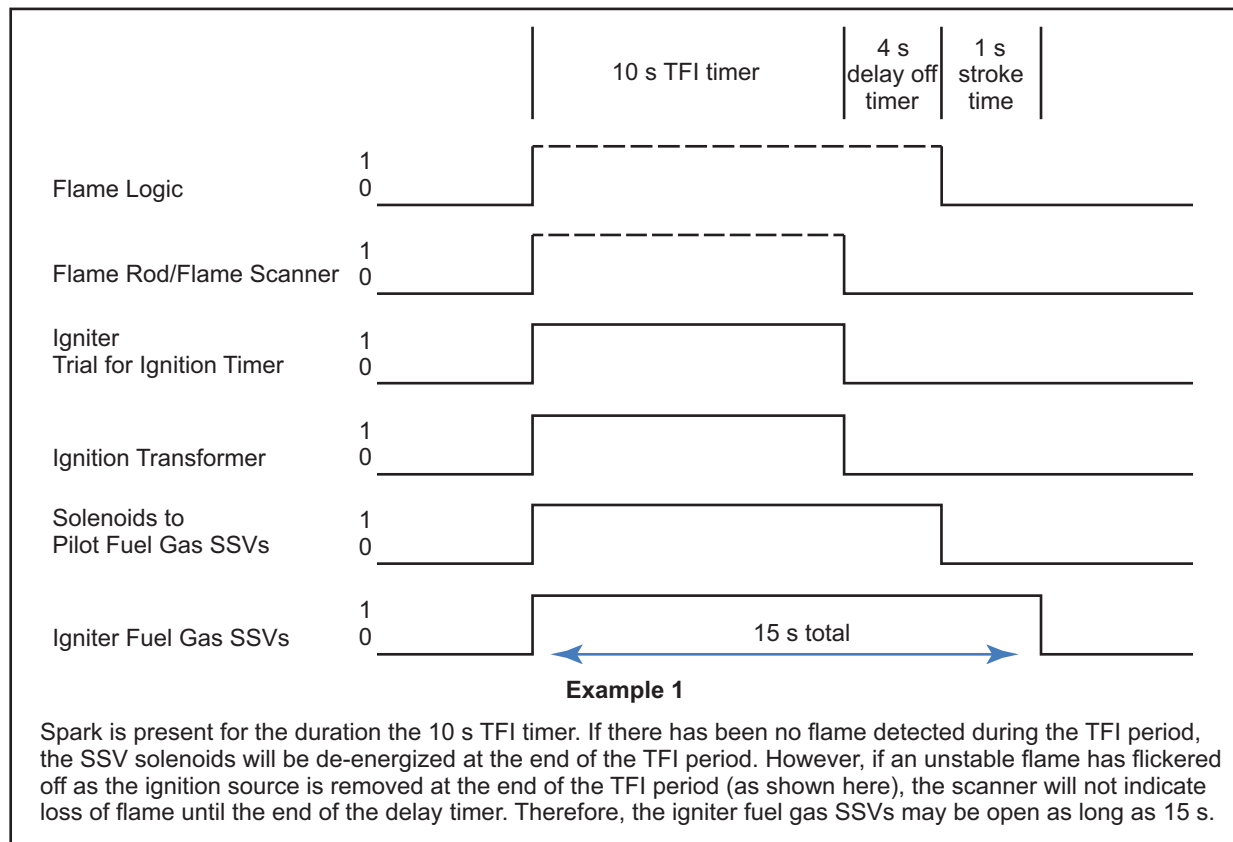 10 s TFI timer
4 s
delay off
timer
1 s
stroke
time
Flame Logic
1
0
Flame Rod/Flame Scanner
1
0
Igniter
Trial for Ignition Timer
1
0
Ignition Transformer
1
0
Solenoids to
Pilot Fuel Gas SSVs
1
0
Igniter Fuel Gas SSVs
1
0
15 s total
Example 1
Spark is present for the duration the 10 s TFI timer. If there has been no flame detected during the TFI period,
the SSV solenoids will be de-energized at the end of the TFI period. However, if an unstable flame has flickered
off as the ignition source is removed at the end of the TFI period (as shown here), the scanner will not indicate
loss of flame until the end of the delay timer. Therefore, the igniter fuel gas SSVs may be open as long as 15 s.